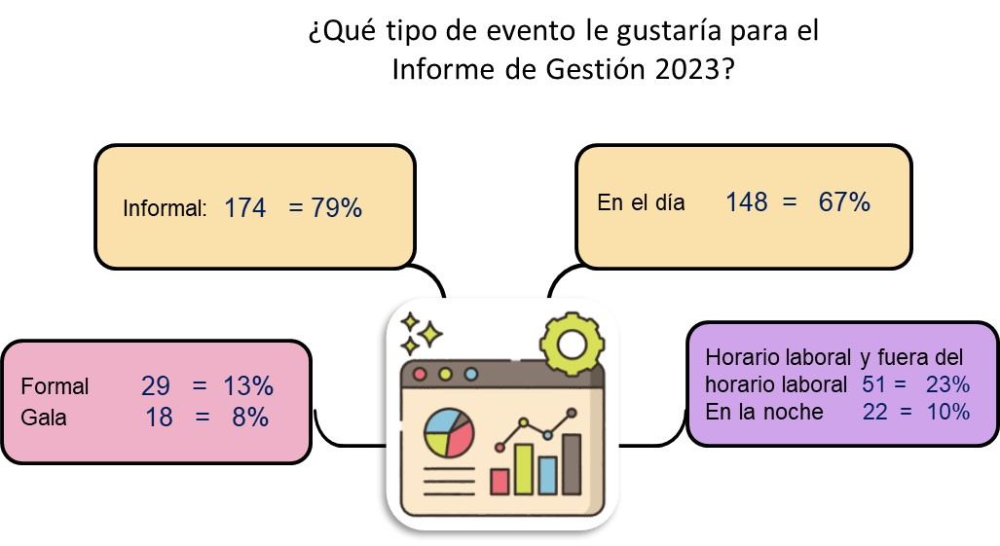 ¿Qué tipo de evento le gustaría para el
Informe de Gestión 2023?
Informal: 174 = 79%
En el día 148 = 67%
Formal 29 = 13%
Gala 18 = 8%
Horario laboral y fuera del
horario laboral 51 = 23%
En la noche 22 = 10%